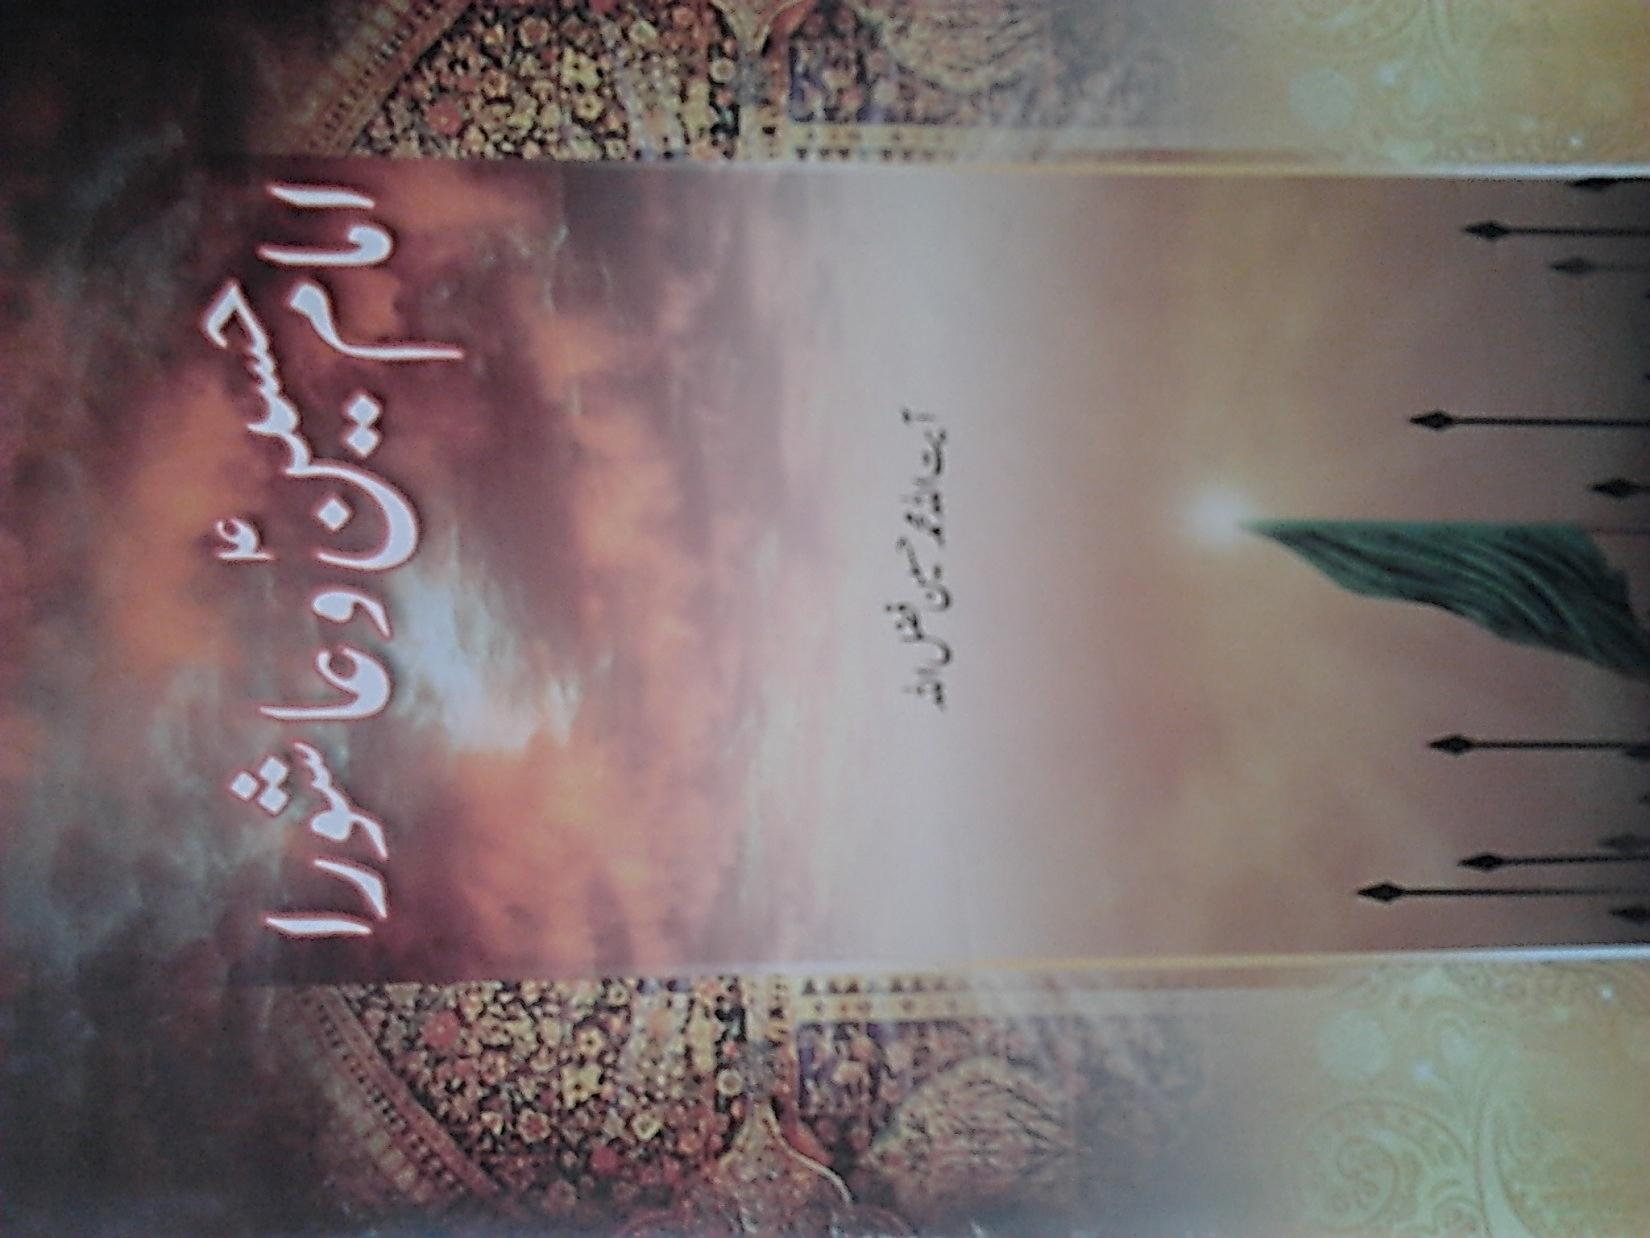 امام حسینؑ و عاشورا
آیت اللہ محمد حسین فضل اللہ